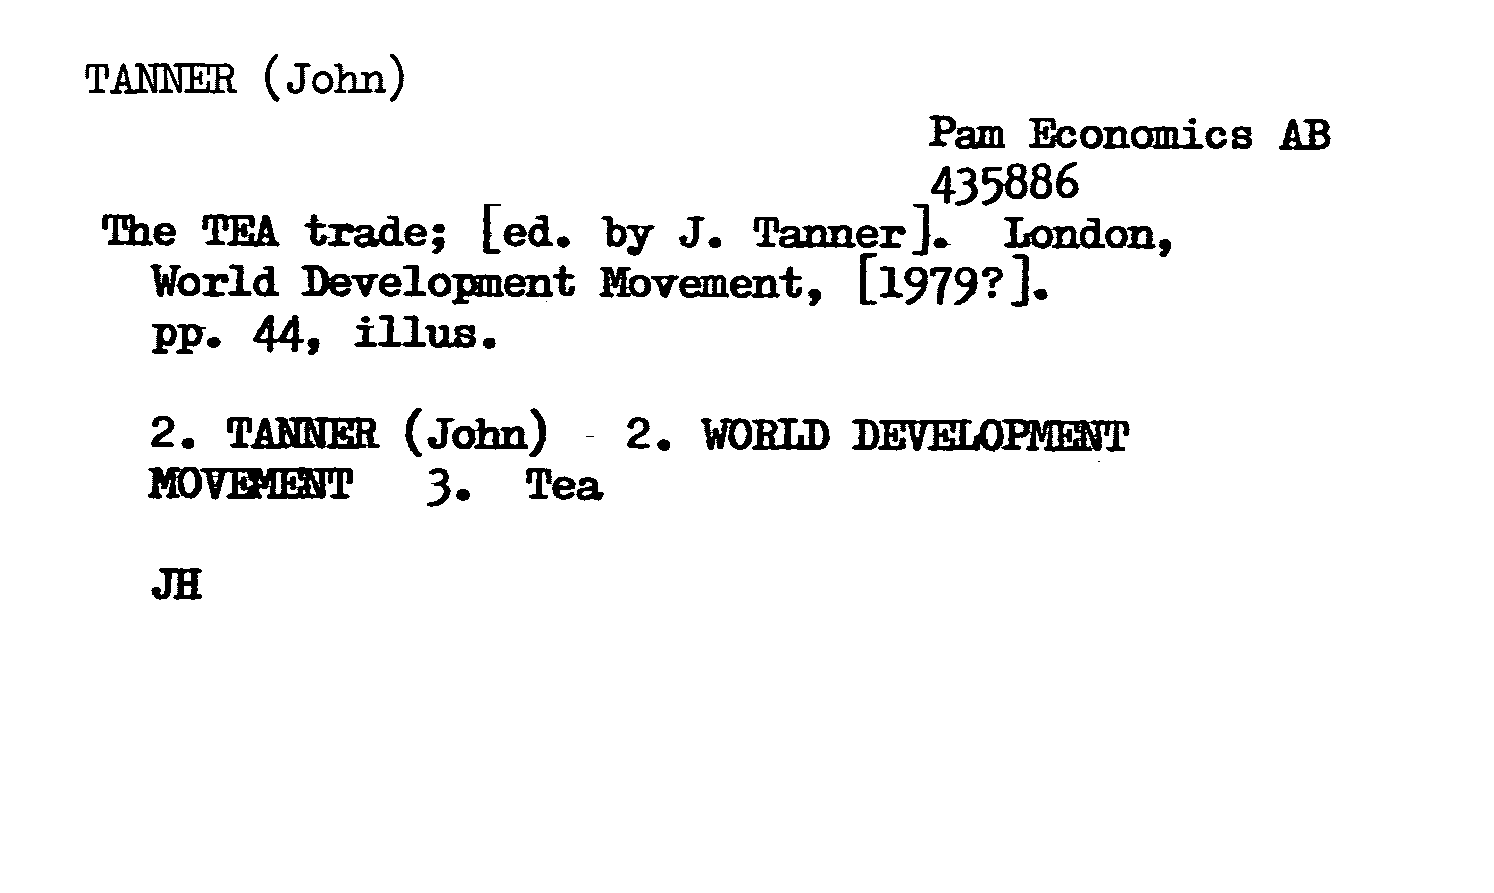 TANNER (John)
Pam Economics AB
435886
The TEA trade; [ed. by J. Tanner]. London,
World Development Movement, [1979?].
pp. 44, illus.
2. TANNER (John) - 2. WORLD DEVELOPMENT
MOVEMENT 3. Tea
JH